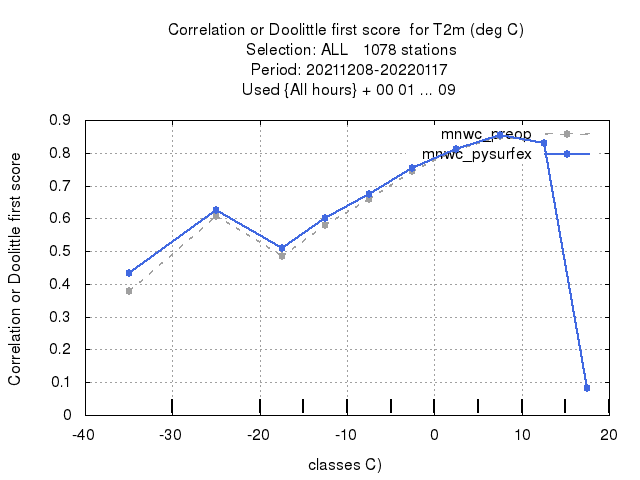 Correlation or Doolittle first score  for T2m (deg C)
Selection: ALL   1078 stations
Period: 20211208-20220117
Used {All hours} + 00 01 ... 09
Correlation or Doolittle first score
0.9
0.8
0.7
0.6
0.5
0.4
0.3
0.2
0.1
0
mnwc_preop
mnwc_pysurfex
-40 -30 -20 -10 0 10 20
classes C)